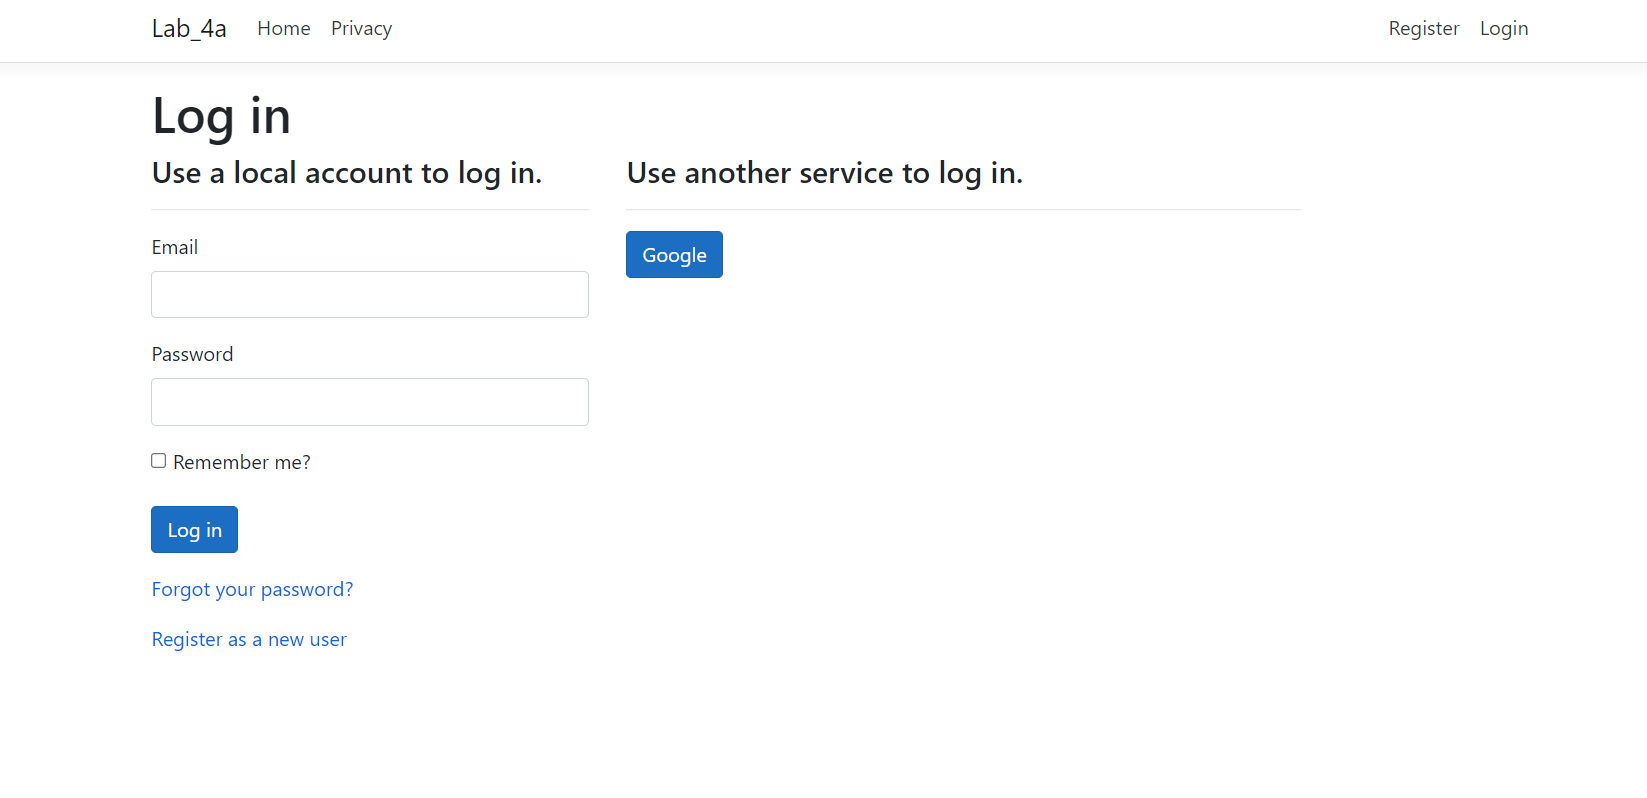 Lab_4a Home Privacy Register Login
Log in
Use a local account to log in.
Email
Password
Remember me?
Log in
Forgot your password?
Register as a new user
Use another service to log in.
Google